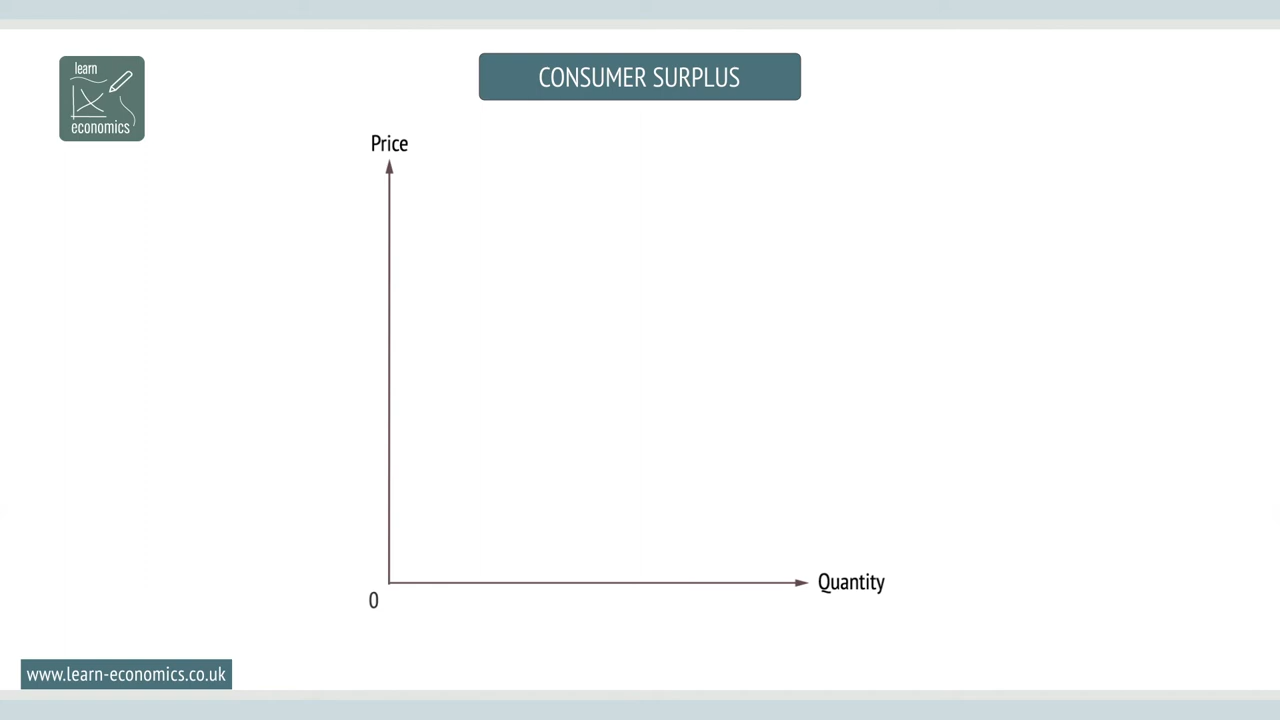 CONSUMER SURPLUS
learn
economics
Price
Quantity
0
www.learn-economics.co.uk